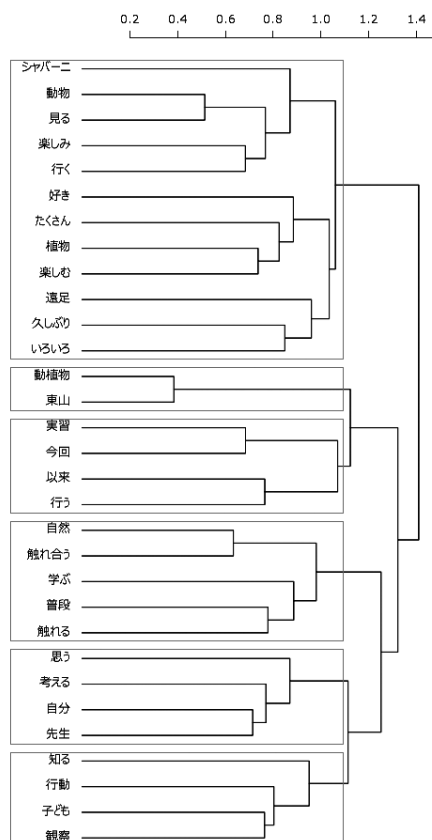 0.2 0.4 0.6 0.8 1.0 1.2 1.4
シャバーニ
動物
見る
楽しみ
行く
好き
たくさん
植物
楽しむ
遠足
久しぶり
いろいろ
動植物
東山
実習
今回
以来
行う
自然
触れ合う
学ぶ
普段
触れる
思う
考える
自分
先生
知る
行動
子ども
観察